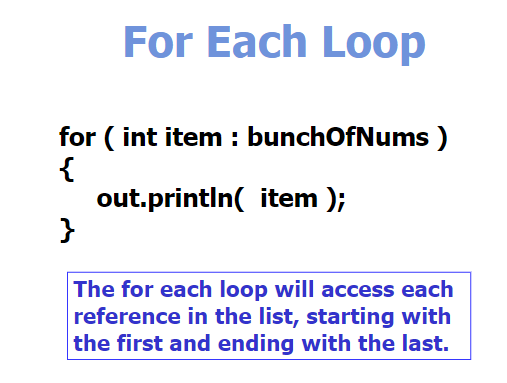 For Each Loop
for ( int item : bunchOfNums )
{
out.println(  item );
}
The for each loop will access each
reference in the list, starting with
the first and ending with the last.